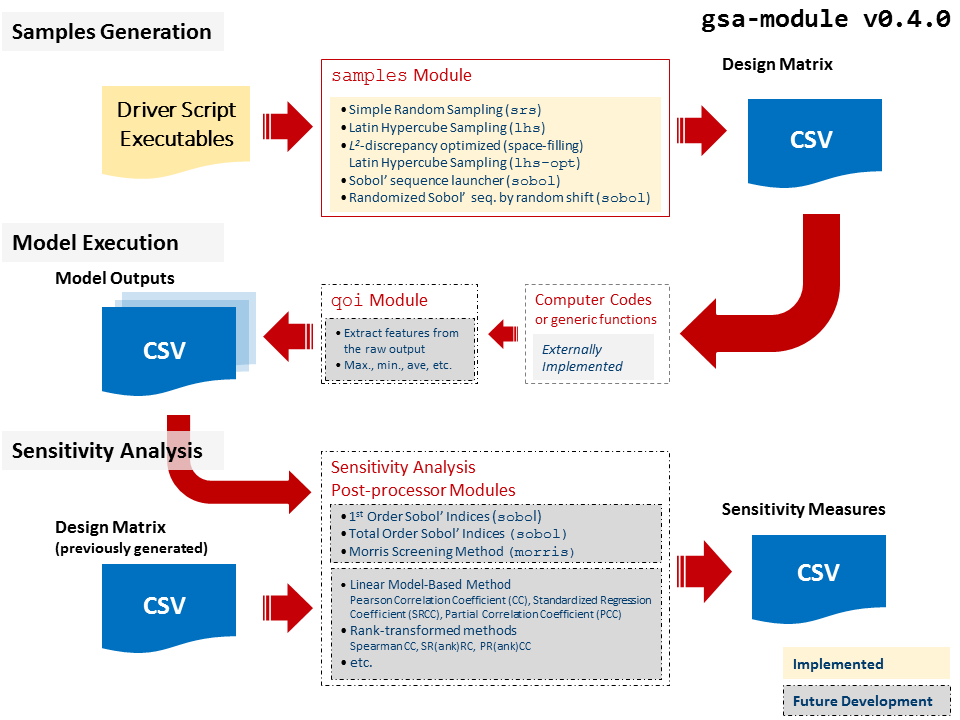 gsa-module v0.4.0
Samples Generation
Driver Script
Executables
samples Module
• Simple Random Sampling (srs)
• Latin Hypercube Sampling (lhs)
• L²-discrepancy optimized (space-filling)
Latin Hypercube Sampling (lhs-opt)
• Sobol’ sequence launcher (sobol)
• Randomized Sobol’ seq. by random shift (sobol)
Design Matrix
CSV
Model Execution
Model Outputs
CSV
qoi Module
• Extract features from
the raw output
• Max., min., ave, etc.
Computer Codes
or generic functions
Externally
Implemented
Sensitivity Analysis
Design Matrix
(previously generated)
CSV
Sensitivity Analysis
Post-processor Modules
• 1st Order Sobol’ Indices (sobol)
• Total Order Sobol’ Indices (sobol)
• Morris Screening Method (morris)
• Linear Model-Based Method
Pearson Correlation Coefficient (CC), Standardized Regression
Coefficient (SRCC), Partial Correlation Coefficient (PCC)
• Rank-transformed methods
Spearman CC, SR(ank)RC, PR(ank)CC
• etc.
Sensitivity Measures
CSV
Implemented
Future Development